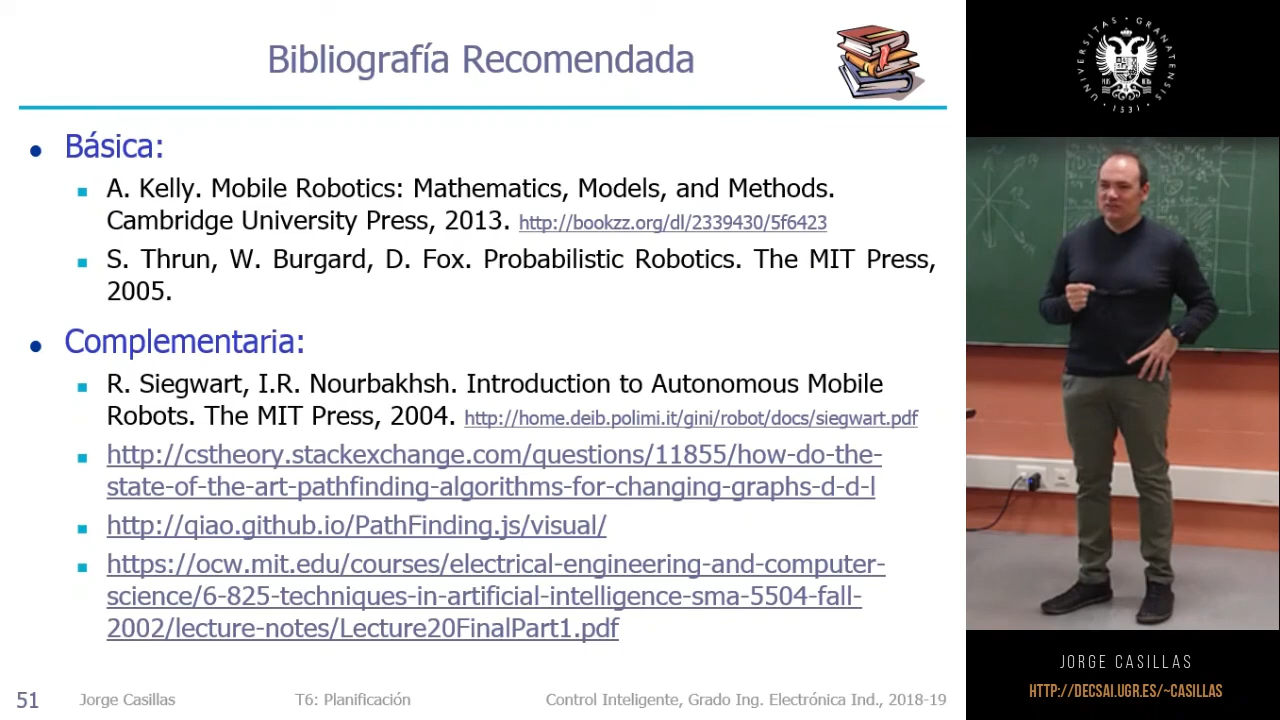 Bibliografía Recomendada
Básica:
A. Kelly. Mobile Robotics: Mathematics, Models, and Methods.
Cambridge University Press, 2013. http://bookzz.org/dl/2339430/5f6423
S. Thrun, W. Burgard, D. Fox. Probabilistic Robotics. The MIT Press,
2005.
Complementaria:
R. Siegwart, I.R. Nourbakhsh. Introduction to Autonomous Mobile
Robots. The MIT Press, 2004. http://home.deib.polimi.it/gini/robot/docs/siegwart.pdf
http://cstheory.stackexchange.com/questions/11855/how-do-the-
state-of-the-art-pathfinding-algorithms-for-changing-graphs-d-d-l
http://qiao.github.io/PathFinding.js/visual/
https://ocw.mit.edu/courses/electrical-engineering-and-computer-
science/6-825-techniques-in-artificial-intelligence-sma-5504-fall-
2002/lecture-notes/Lecture20FinalPart1.pdf
51 Jorge Casillas T6: Planificación Control Inteligente, Grado Ing. Electrónica Ind., 2018-19
UNIVERSITAS GRANATENSIS
1531
JORGE CASILLAS
HTTP://DECSAI.UGR.ES/~CASILLAS